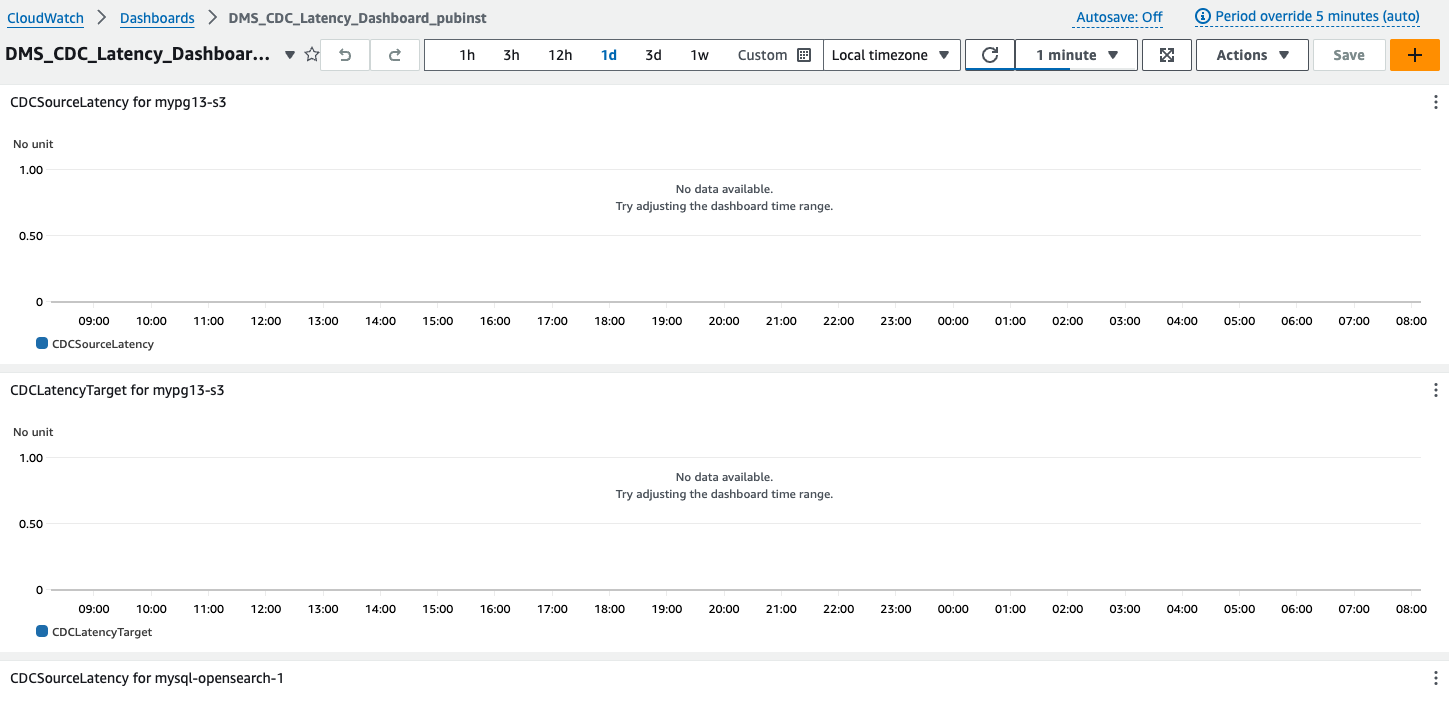 CloudWatch > Dashboards > DMS_CDC_Latency_Dashboard_pubinst
Autosave: Off
Period override 5 minutes (auto)
DMS_CDC_Latency_Dashboar...
1h 3h 12h 1d 3d 1w Custom
Local timezone
1 minute
Actions
Save
CDCSourceLatency for mypg13-s3
No unit
1.00
No data available.
Try adjusting the dashboard time range.
0.50
0
09:00 10:00 11:00 12:00 13:00 14:00 15:00 16:00 17:00 18:00 19:00 20:00 21:00 22:00 23:00 00:00 01:00 02:00 03:00 04:00 05:00 06:00 07:00 08:00
CDCSourceLatency
CDCLatencyTarget for mypg13-s3
No unit
1.00
No data available.
Try adjusting the dashboard time range.
0.50
0
09:00 10:00 11:00 12:00 13:00 14:00 15:00 16:00 17:00 18:00 19:00 20:00 21:00 22:00 23:00 00:00 01:00 02:00 03:00 04:00 05:00 06:00 07:00 08:00
CDCLatencyTarget
CDCSourceLatency for mysql-opensearch-1